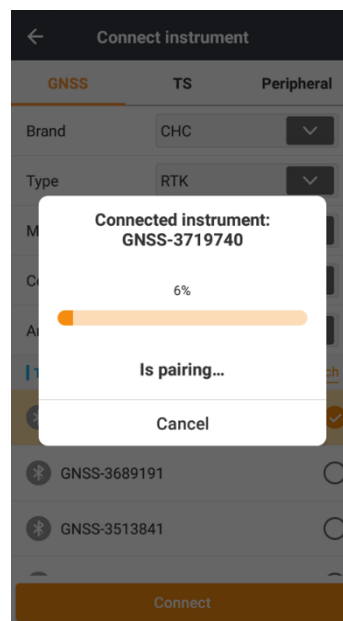 Connect instrument
GNSS TS Peripheral
Brand CHC
Type RTK
Connected instrument:
GNSS-3719740
6%
Is pairing...
Cancel
GNSS-3689191
GNSS-3513841
Connect